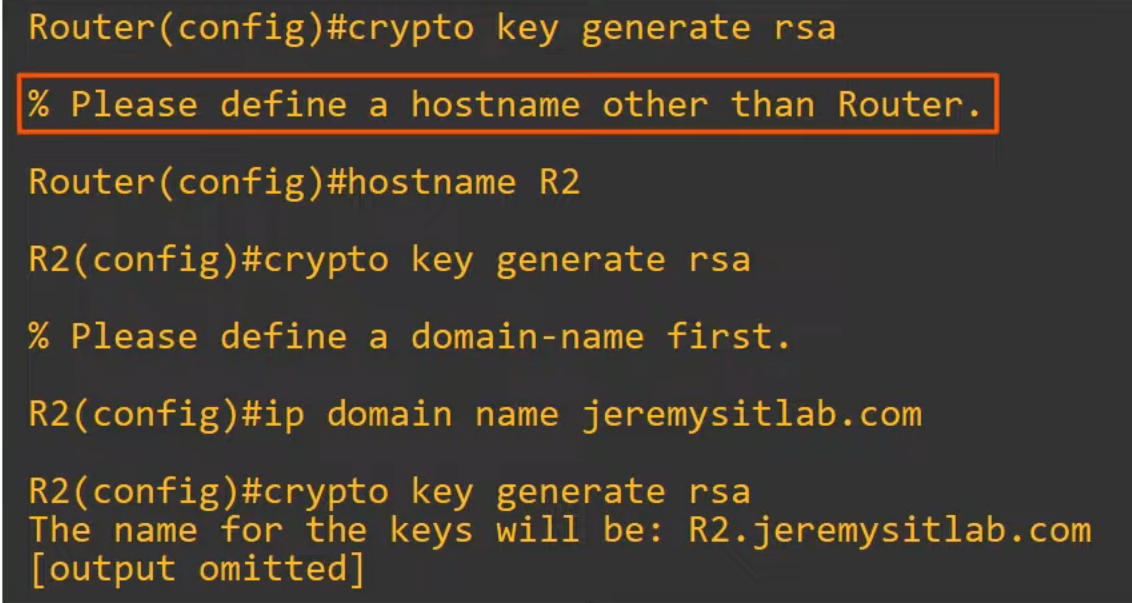 Router(config)#crypto key generate rsa
% Please define a hostname other than Router.
Router(config)#hostname R2
R2(config)#crypto key generate rsa
% Please define a domain-name first.
R2(config)#ip domain name jeremysitlab.com
R2(config)#crypto key generate rsa
The name for the keys will be: R2.jeremysitlab.com
[output omitted]